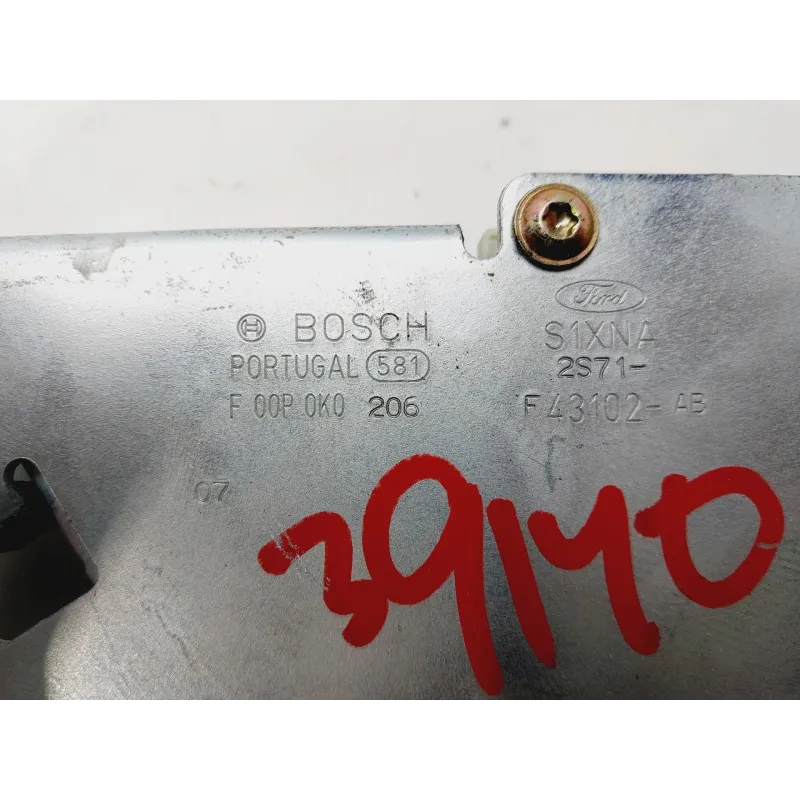 BOSCH
PORTUGAL 581
F 00P 0K0 206
07
Ford
S1XNA
2S71-
F43102-AB
39140